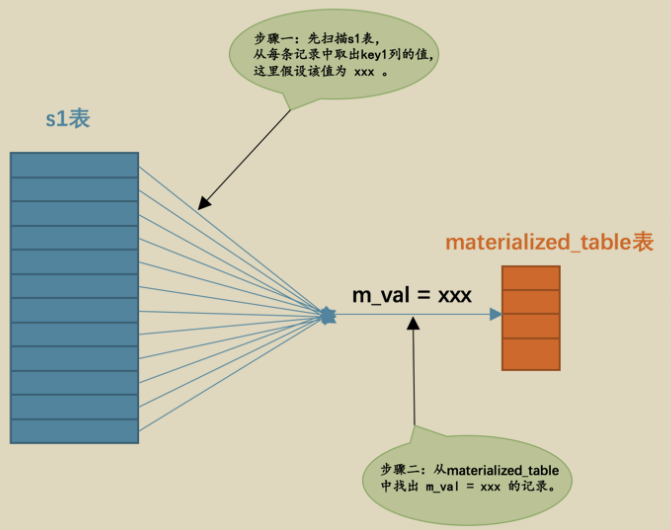 步骤一：先扫描s1表，
从每条记录中取出key1列的值，
这里假设该值为 xxx 。
s1表
materialized_table表
m_val = xxx
步骤二：从materialized_table
中找出 m_val = xxx 的记录。